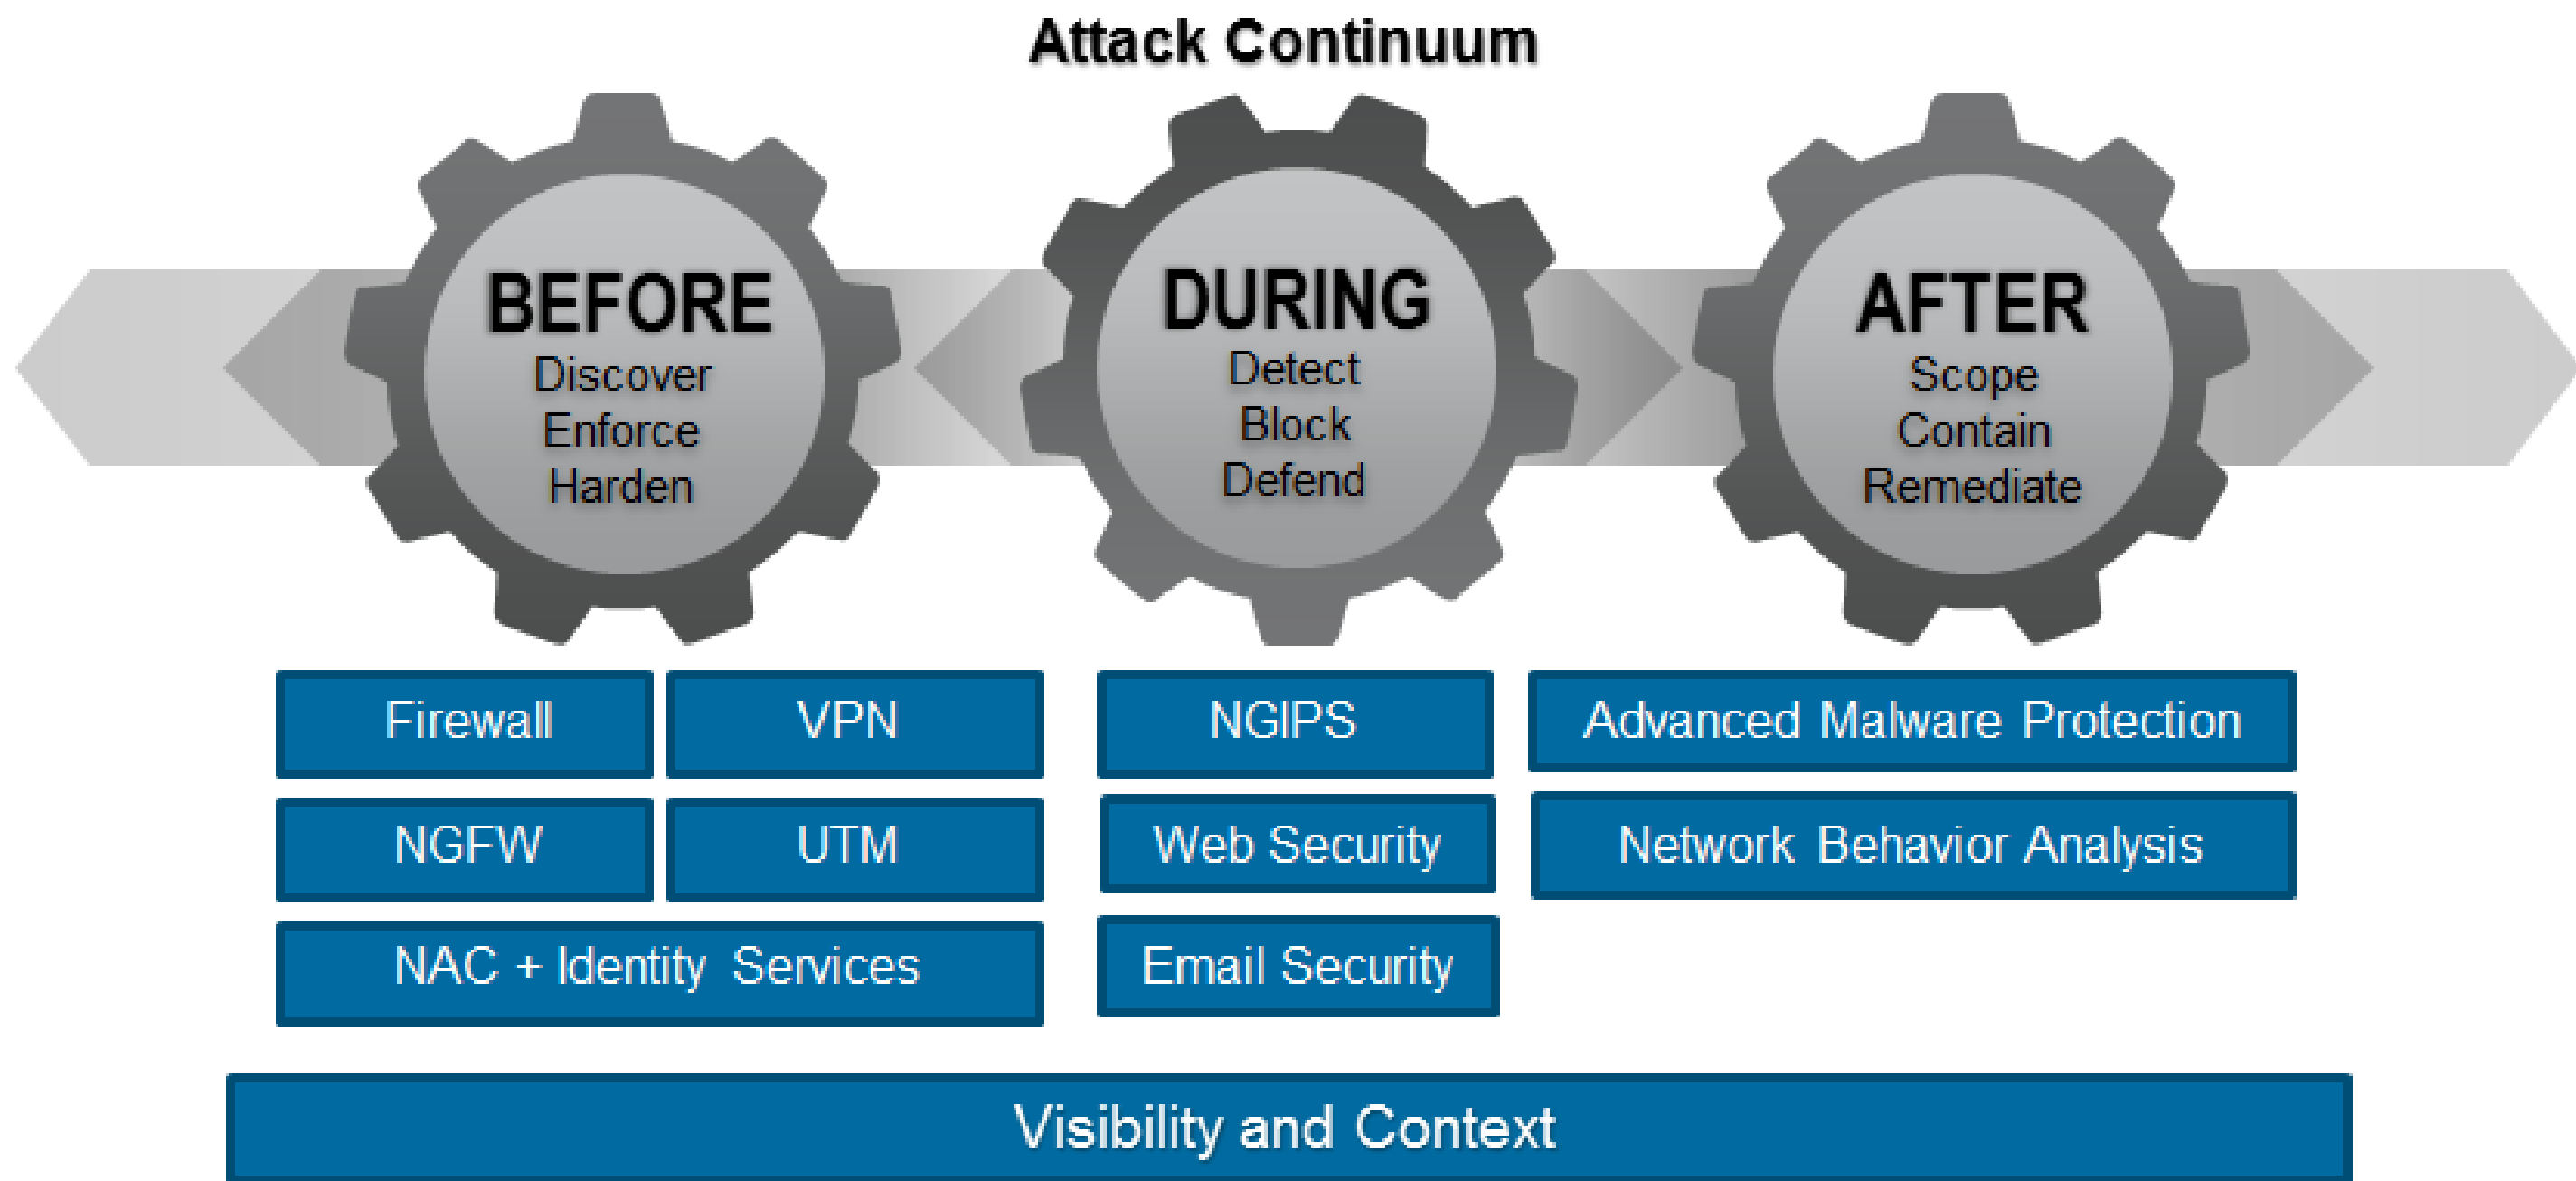 Attack Continuum
BEFORE
Discover
Enforce
Harden
DURING
Detect
Block
Defend
AFTER
Scope
Contain
Remediate
Firewall
VPN
NGIPS
Advanced Malware Protection
NGFW
UTM
Web Security
Network Behavior Analysis
NAC + Identity Services
Email Security
Visibility and Context